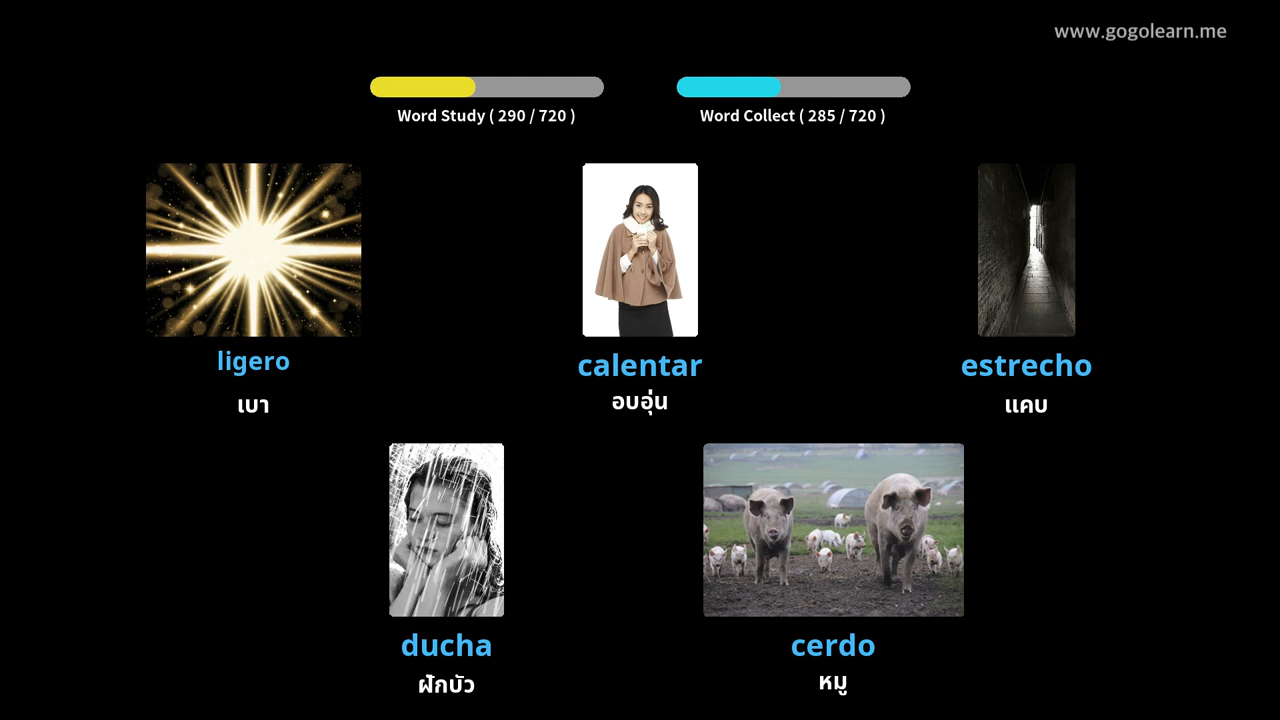 www.gogolearn.me
Word Study ( 290 / 720 )
Word Collect ( 285 / 720 )
ligero
เบา
calentar
อบอุ่น
estrecho
แคบ
ducha
ฝักบัว
cerdo
หมู